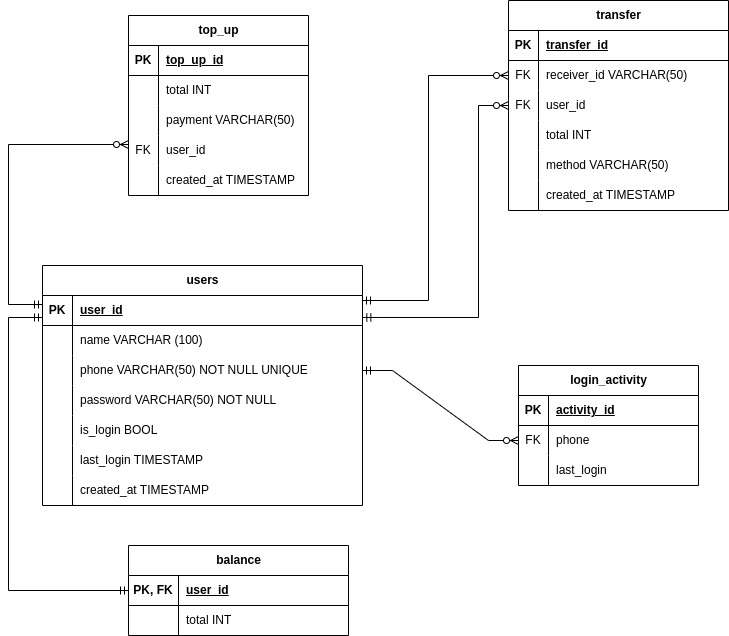 top_up
PK top_up_id
total INT
payment VARCHAR(50)
FK user_id
created_at TIMESTAMP
transfer
PK transfer_id
FK receiver_id VARCHAR(50)
FK user_id
total INT
method VARCHAR(50)
created_at TIMESTAMP
users
PK user_id
name VARCHAR (100)
phone VARCHAR(50) NOT NULL UNIQUE
password VARCHAR(50) NOT NULL
is_login BOOL
last_login TIMESTAMP
created_at TIMESTAMP
login_activity
PK activity_id
FK phone
last_login
balance
PK, FK user_id
total INT